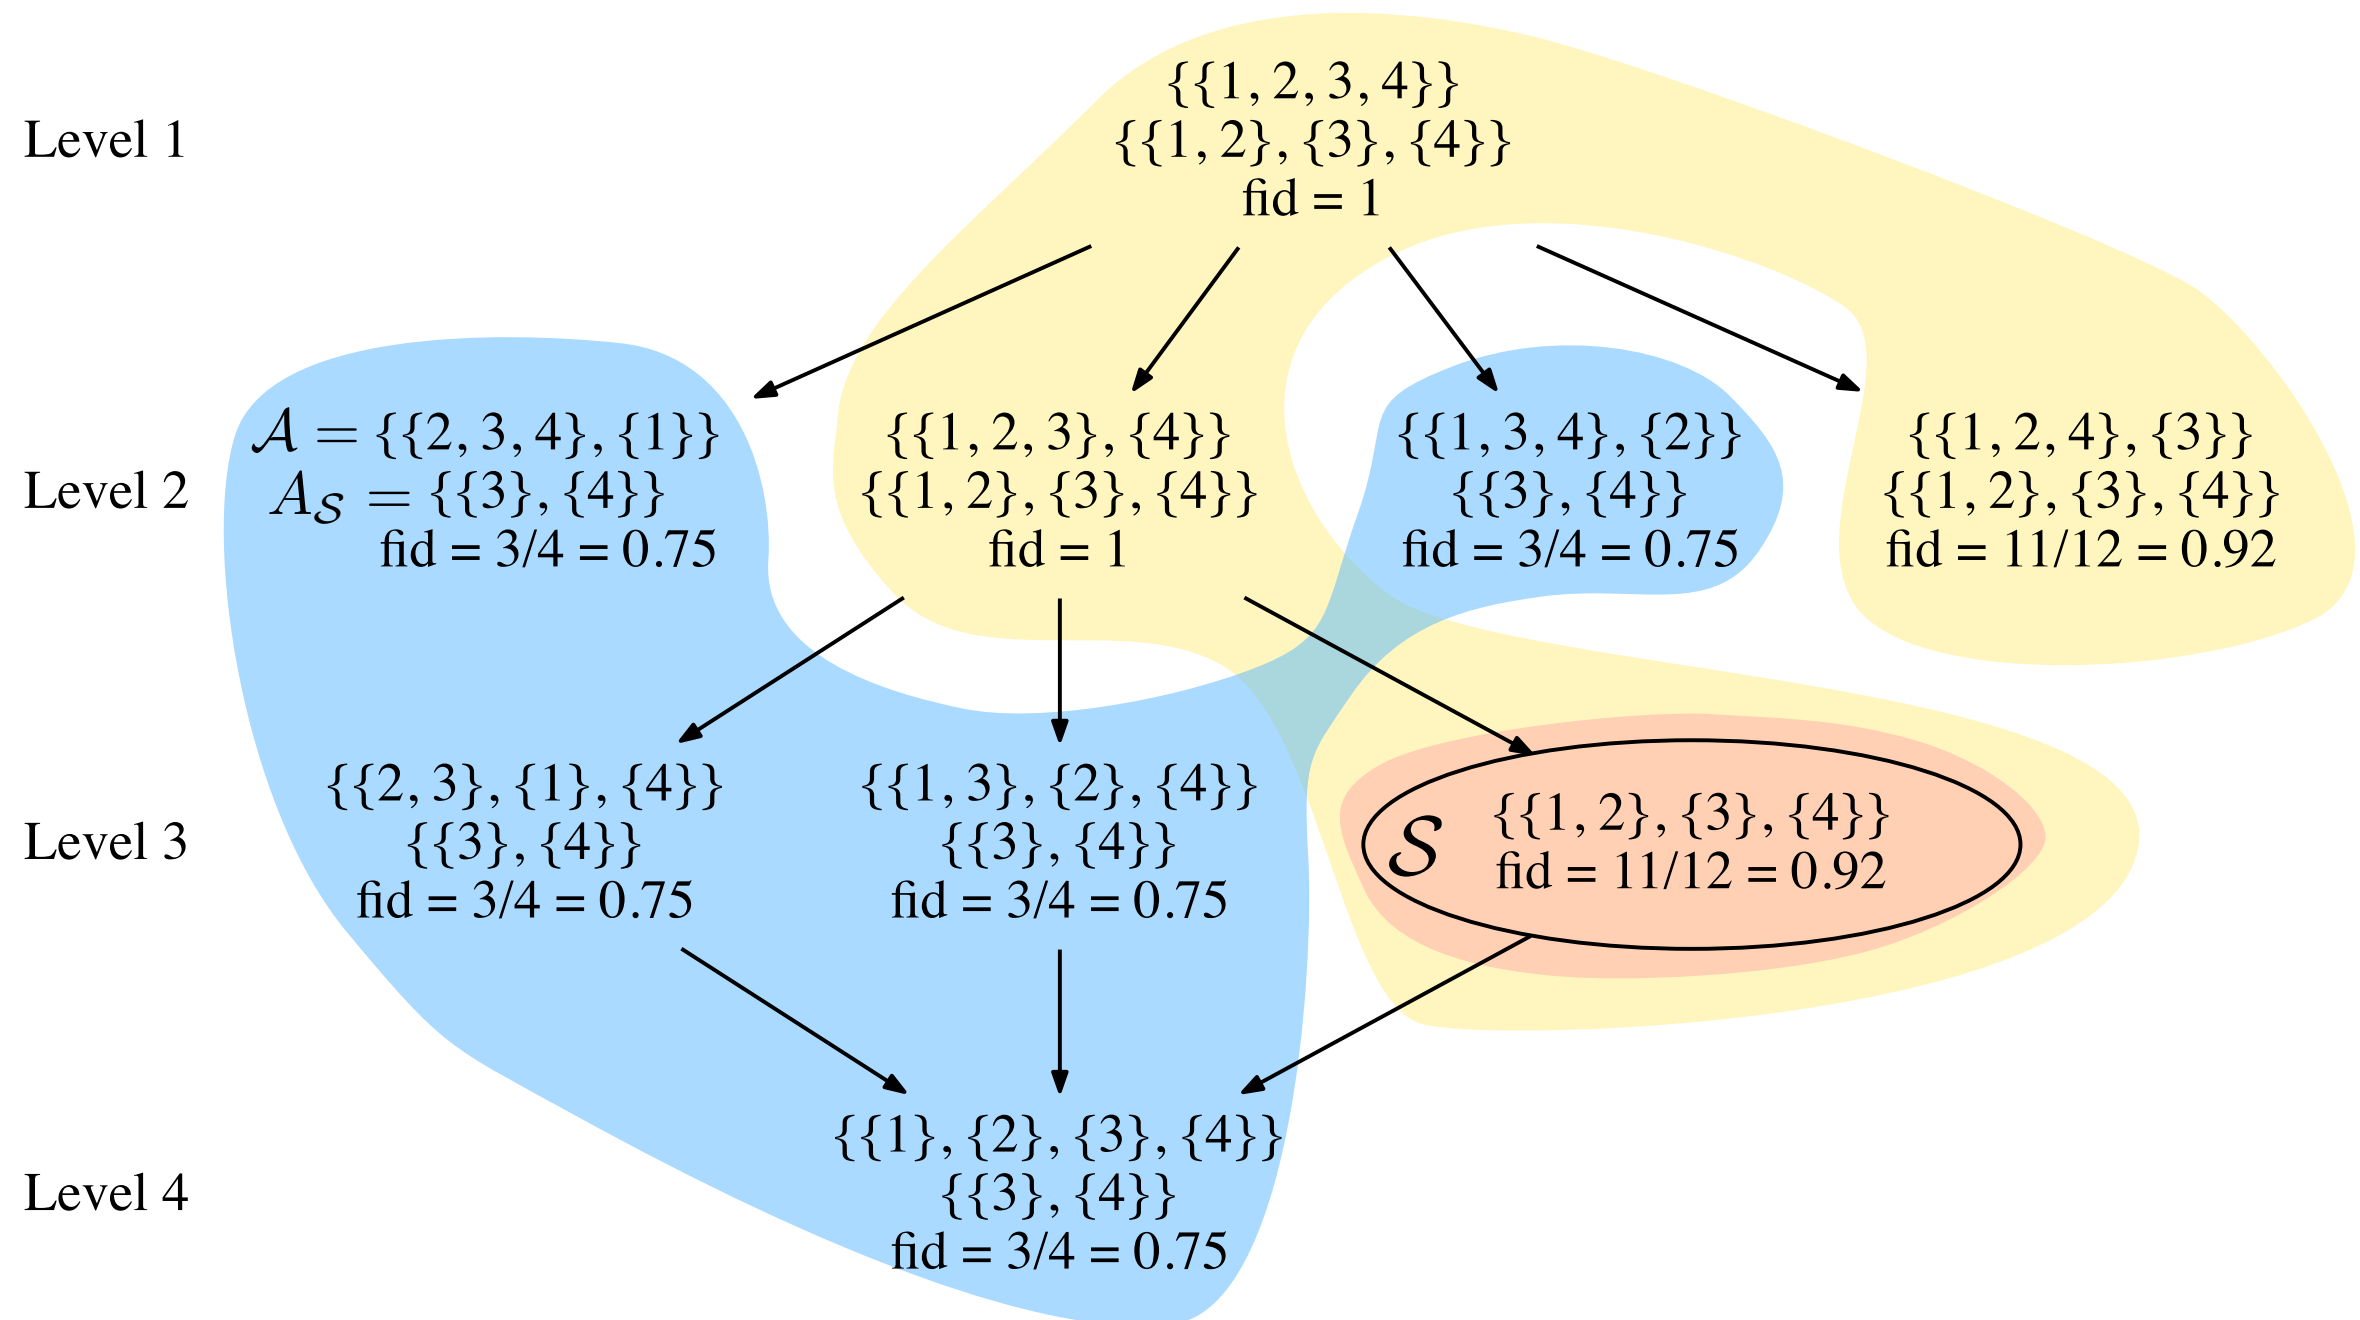 Level 1
{{1, 2, 3, 4}}
{{1, 2}, {3}, {4}}
fid = 1
Level 2
𝒜 = {{2, 3, 4}, {1}}
A_𝒮 = {{3}, {4}}
fid = 3/4 = 0.75
{{1, 2, 3}, {4}}
{{1, 2}, {3}, {4}}
fid = 1
{{1, 3, 4}, {2}}
{{3}, {4}}
fid = 3/4 = 0.75
{{1, 2, 4}, {3}}
{{1, 2}, {3}, {4}}
fid = 11/12 = 0.92
Level 3
{{2, 3}, {1}, {4}}
{{3}, {4}}
fid = 3/4 = 0.75
{{1, 3}, {2}, {4}}
{{3}, {4}}
fid = 3/4 = 0.75
𝒮
{{1, 2}, {3}, {4}}
fid = 11/12 = 0.92
Level 4
{{1}, {2}, {3}, {4}}
{{3}, {4}}
fid = 3/4 = 0.75